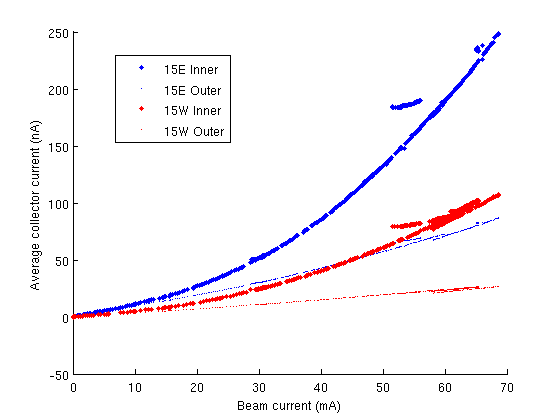 250
200
150
100
50
0
-50
Average collector current (nA)
15E Inner
15E Outer
15W Inner
15W Outer
0 10 20 30 40 50 60 70
Beam current (mA)